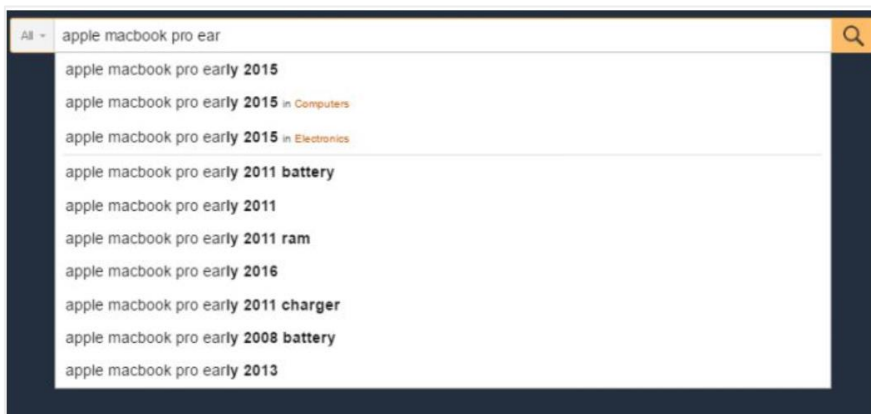 All apple macbook pro ear
apple macbook pro early 2015
apple macbook pro early 2015 in Computers
apple macbook pro early 2015 in Electronics
apple macbook pro early 2011 battery
apple macbook pro early 2011
apple macbook pro early 2011 ram
apple macbook pro early 2016
apple macbook pro early 2011 charger
apple macbook pro early 2008 battery
apple macbook pro early 2013